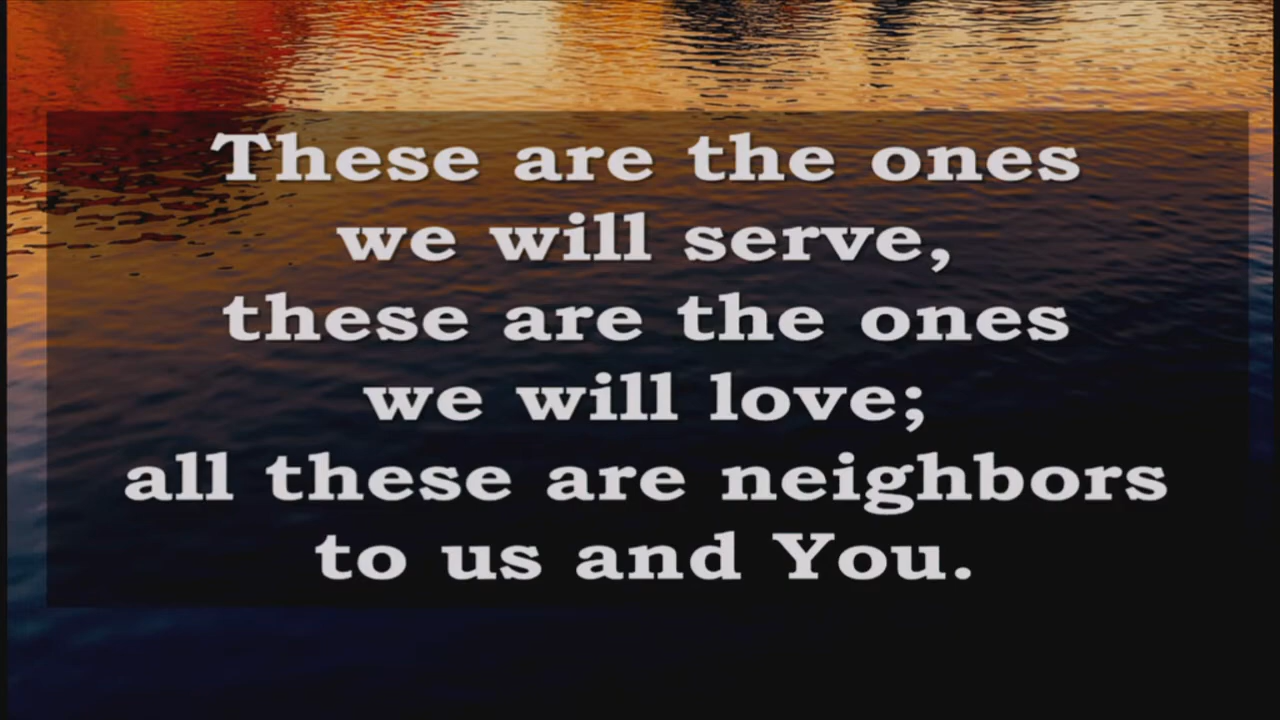 These are the ones
we will serve,
these are the ones
we will love;
all these are neighbors
to us and You.